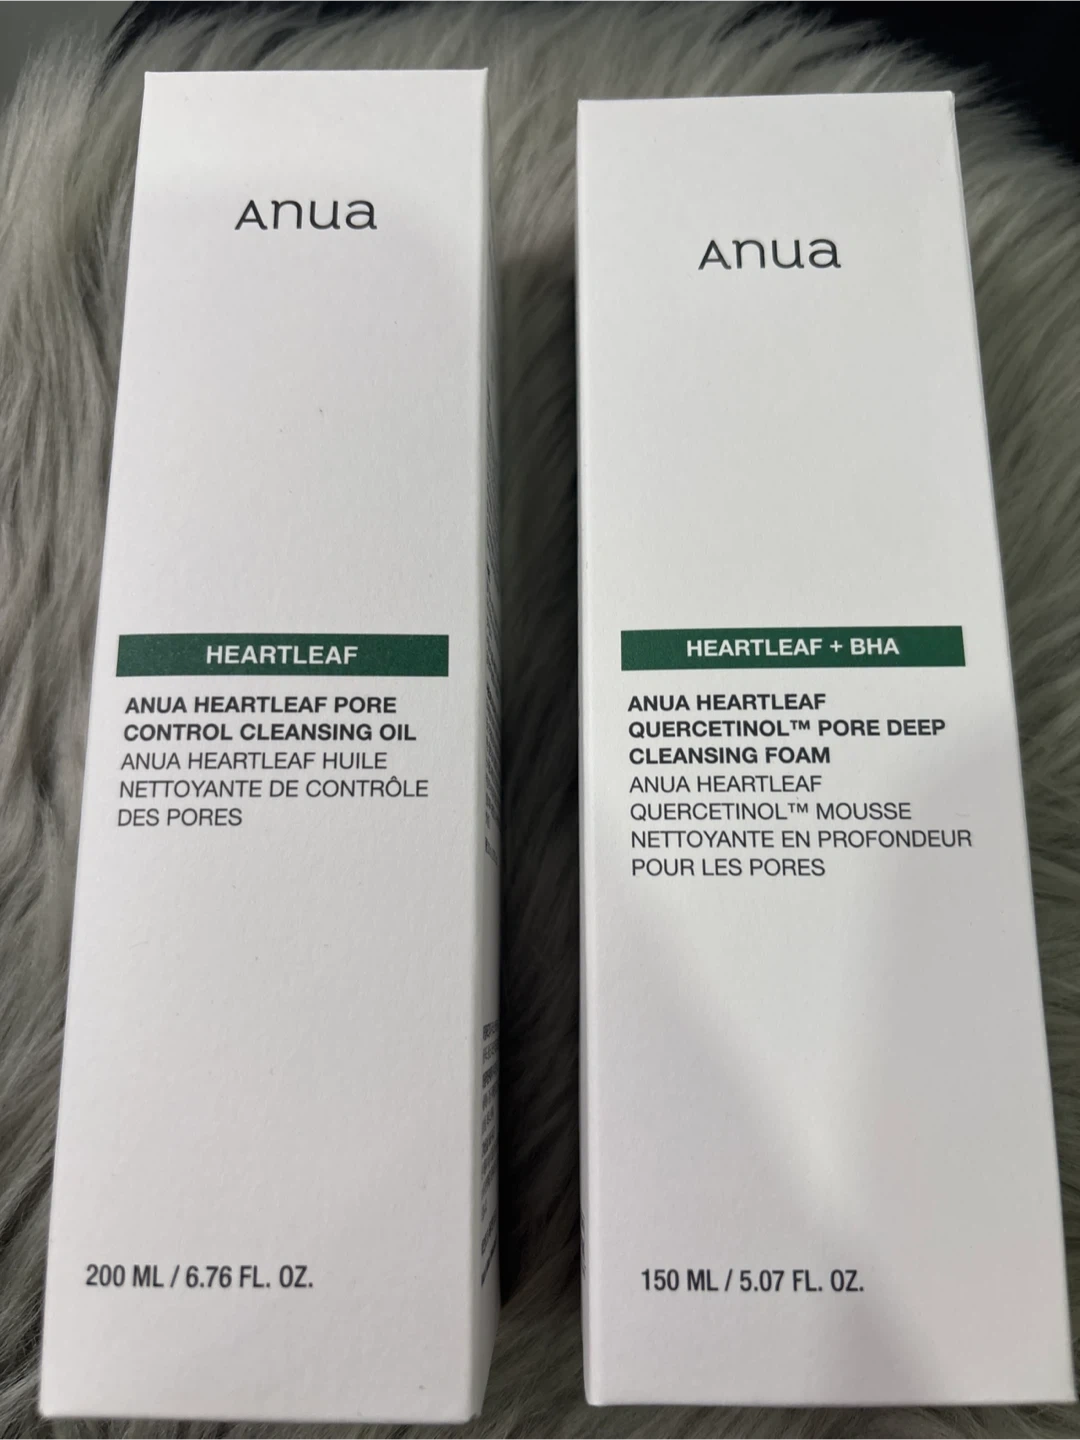 Anua
HEARTLEAF
ANUA HEARTLEAF PORE
CONTROL CLEANSING OIL
ANUA HEARTLEAF HUILE
NETTOYANTE DE CONTRÔLE
DES PORES
200 ML / 6.76 FL. OZ.
Anua
HEARTLEAF + BHA
ANUA HEARTLEAF
QUERCETINOL™ PORE DEEP
CLEANSING FOAM
ANUA HEARTLEAF
QUERCETINOL™ MOUSSE
NETTOYANTE EN PROFONDEUR
POUR LES PORES
150 ML / 5.07 FL. OZ.